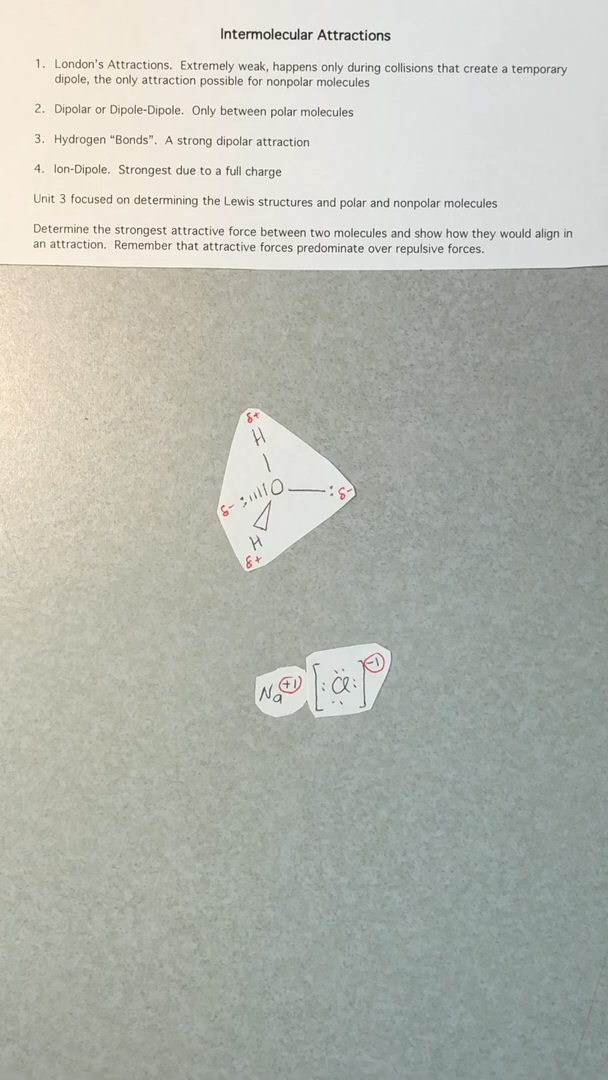 Intermolecular Attractions
1. London's Attractions. Extremely weak, happens only during collisions that create a temporary
dipole, the only attraction possible for nonpolar molecules
2. Dipolar or Dipole-Dipole. Only between polar molecules
3. Hydrogen "Bonds". A strong dipolar attraction
4. Ion-Dipole. Strongest due to a full charge
Unit 3 focused on determining the Lewis structures and polar and nonpolar molecules
Determine the strongest attractive force between two molecules and show how they would align in
an attraction. Remember that attractive forces predominate over repulsive forces.
δ+
H
δ- : O : δ-
H
δ+
Na +1 [:Cl:] -1